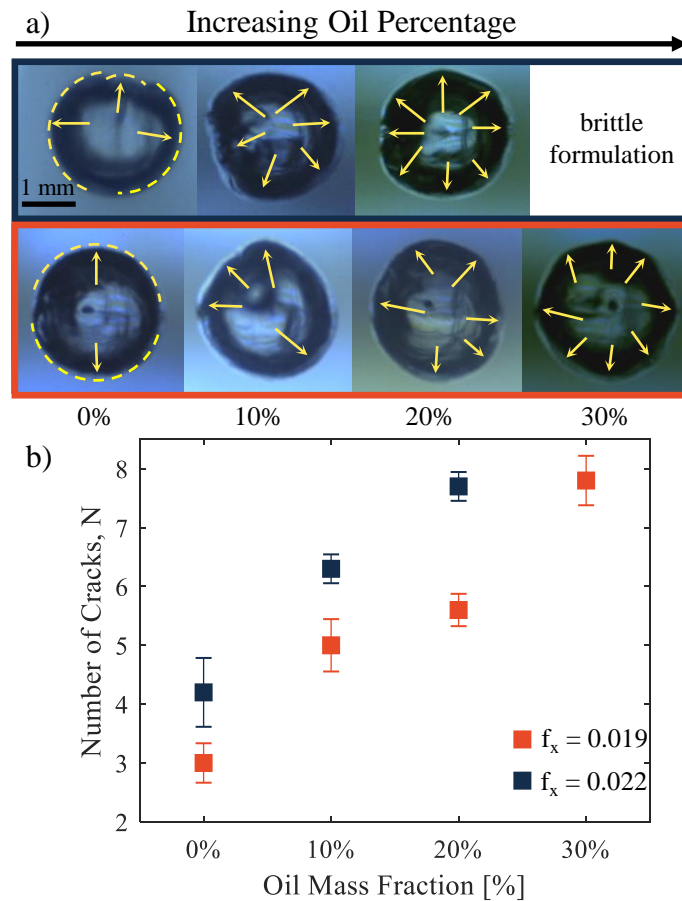 a)
Increasing Oil Percentage
brittle
formulation
1 mm
0%
10%
20%
30%
b)
8
7
6
5
4
3
2
Number of Cracks, N
f_x = 0.019
f_x = 0.022
0%
10%
20%
30%
Oil Mass Fraction [%]